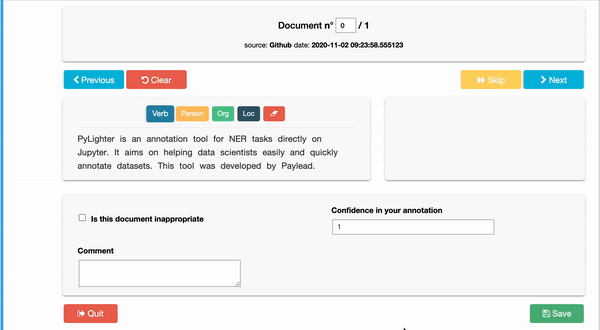 Document n° 0 / 1
source: Github date: 2020-11-02 09:23:58.555123
Previous Clear Skip Next
Verb Person Org Loc
PyLighter is an annotation tool for NER tasks directly on
Jupyter. It aims on helping data scientists easily and quickly
annotate datasets. This tool was developed by Paylead.
Is this document inappropriate
Confidence in your annotation
1
Comment
Quit Save